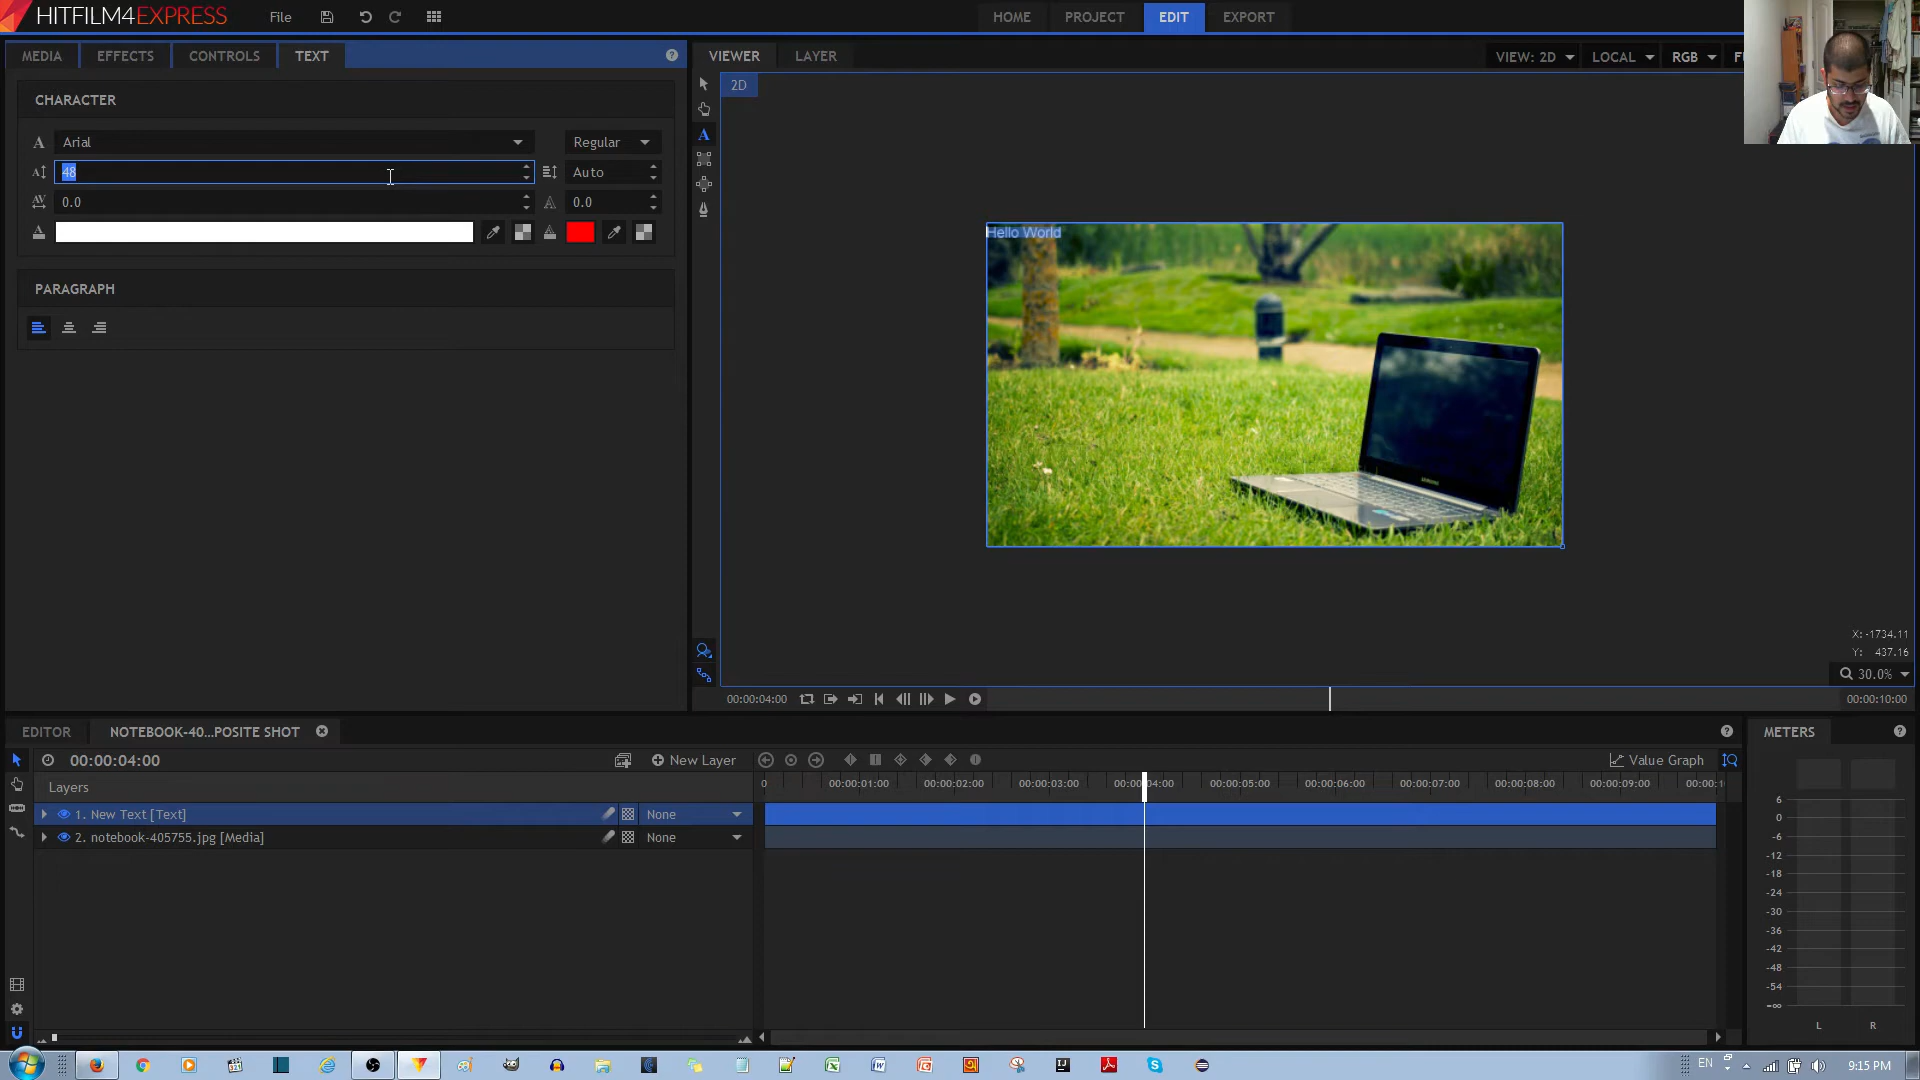 HITFILM4EXPRESS File HOME PROJECT EDIT EXPORT
MEDIA EFFECTS CONTROLS TEXT
CHARACTER
Arial Regular
48 Auto
0.0 0.0
PARAGRAPH
VIEWER LAYER VIEW: 2D LOCAL RGB
2D
Hello World
X: -1734.11
Y: 437.16
30.0%
00:00:04:00 00:00:10:00
EDITOR NOTEBOOK-40...POSITE SHOT METERS
00:00:04:00 New Layer Value Graph
0 00:00:01:00 00:00:02:00 00:00:03:00 00:00:04:00 00:00:05:00 00:00:06:00 00:00:07:00 00:00:08:00 00:00:09:00
Layers
1. New Text [Text] None
2. notebook-405755.jpg [Media] None
6
0
-6
-12
-18
-24
-30
-36
-42
-48
-54
-∞
L R
EN 9:15 PM